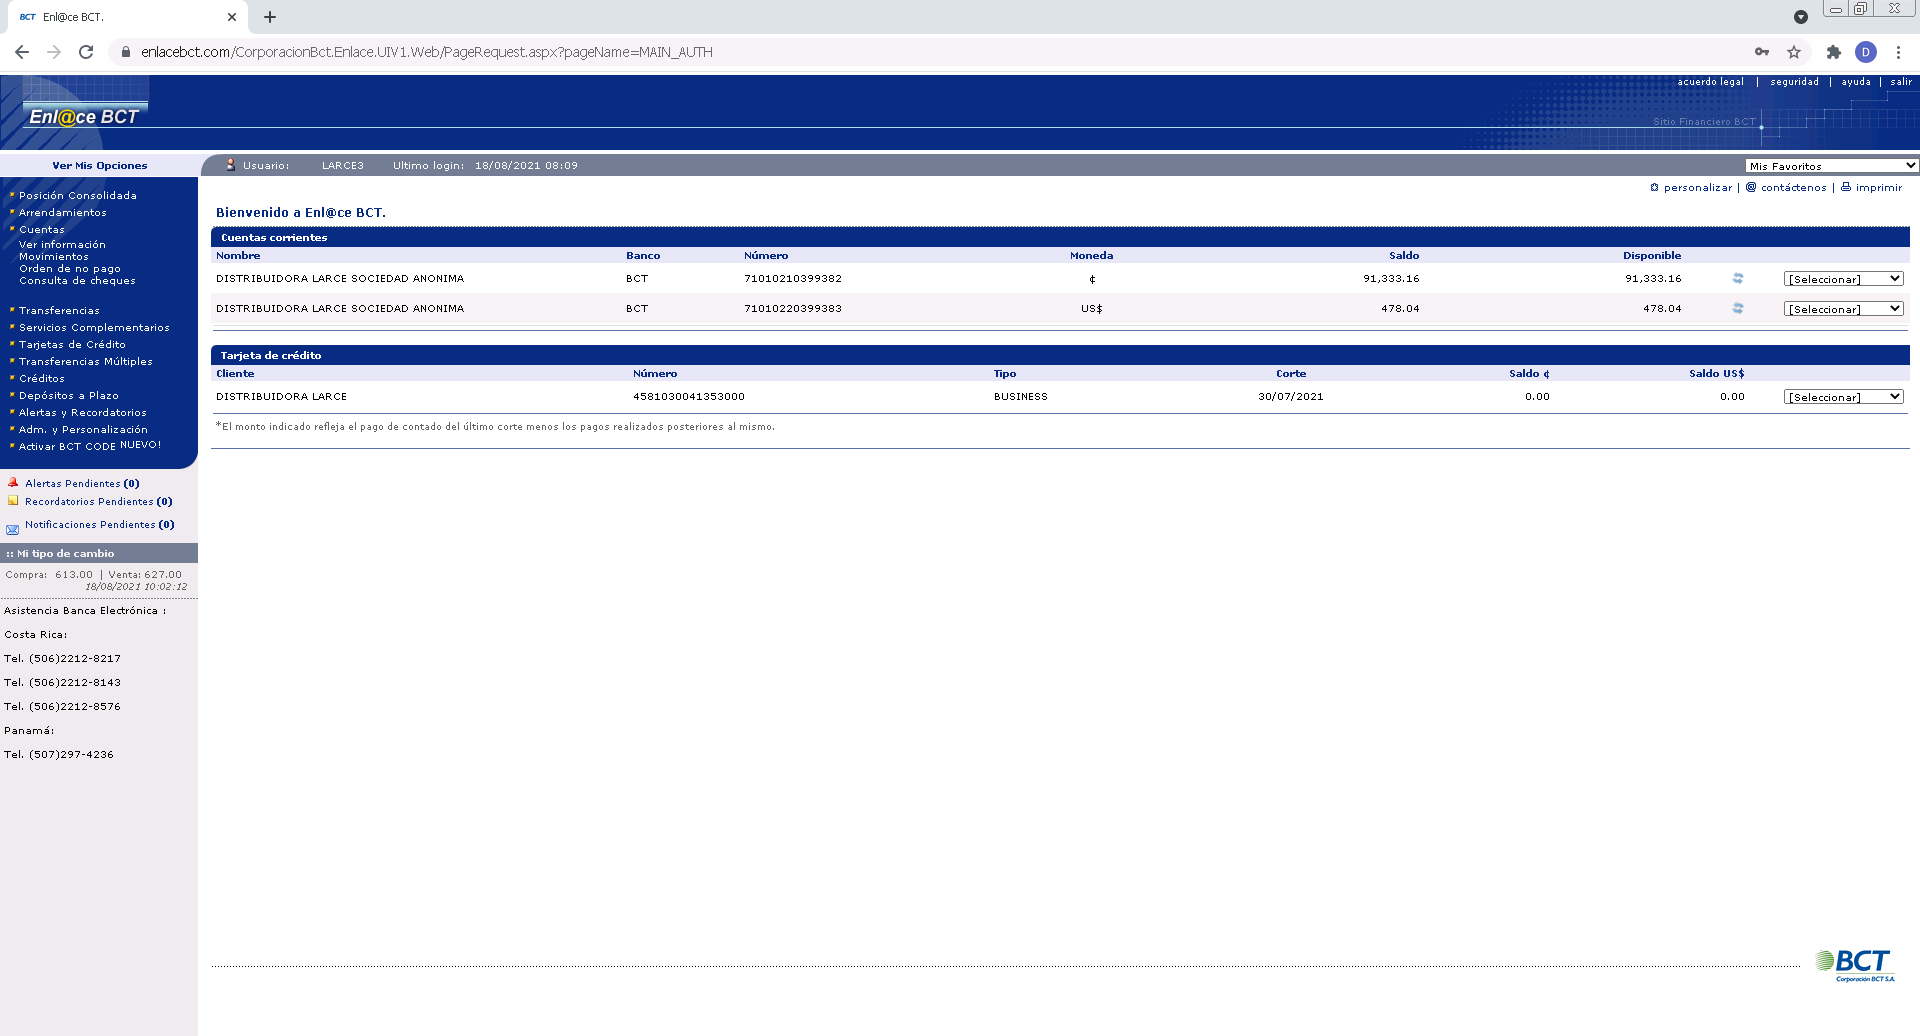 BCT Enl@ce BCT.
enlacebct.com/CorporacionBct.Enlace.UIV1.Web/PageRequest.aspx?pageName=MAIN_AUTH
D
acuerdo legal | seguridad | ayuda | salir
Enl@ce BCT
Sitio Financiero BCT
Ver Mis Opciones
Usuario: LARCE3 Ultimo login: 18/08/2021 08:09
Mis Favoritos
personalizar | contáctenos | imprimir
Posición Consolidada
Arrendamientos
Cuentas
Ver información
Movimientos
Orden de no pago
Consulta de cheques
Transferencias
Servicios Complementarios
Tarjetas de Crédito
Transferencias Múltiples
Créditos
Depósitos a Plazo
Alertas y Recordatorios
Adm. y Personalización
Activar BCT CODE NUEVO!
Alertas Pendientes (0)
Recordatorios Pendientes (0)
Notificaciones Pendientes (0)
:: Mi tipo de cambio
Compra: 613.00 | Venta: 627.00
18/08/2021 10:02:12
Asistencia Banca Electrónica :
Costa Rica:
Tel. (506)2212-8217
Tel. (506)2212-8143
Tel. (506)2212-8576
Panamá:
Tel. (507)297-4236
Bienvenido a Enl@ce BCT.
Cuentas corrientes
Nombre Banco Número Moneda Saldo Disponible
DISTRIBUIDORA LARCE SOCIEDAD ANONIMA BCT 71010210399382 ¢ 91,333.16 91,333.16 [Seleccionar]
DISTRIBUIDORA LARCE SOCIEDAD ANONIMA BCT 71010220399383 US$ 478.04 478.04 [Seleccionar]
Tarjeta de crédito
Cliente Número Tipo Corte Saldo ¢ Saldo US$
DISTRIBUIDORA LARCE 4581030041353000 BUSINESS 30/07/2021 0.00 0.00 [Seleccionar]
*El monto indicado refleja el pago de contado del último corte menos los pagos realizados posteriores al mismo.
BCT
Corporación BCT S.A.